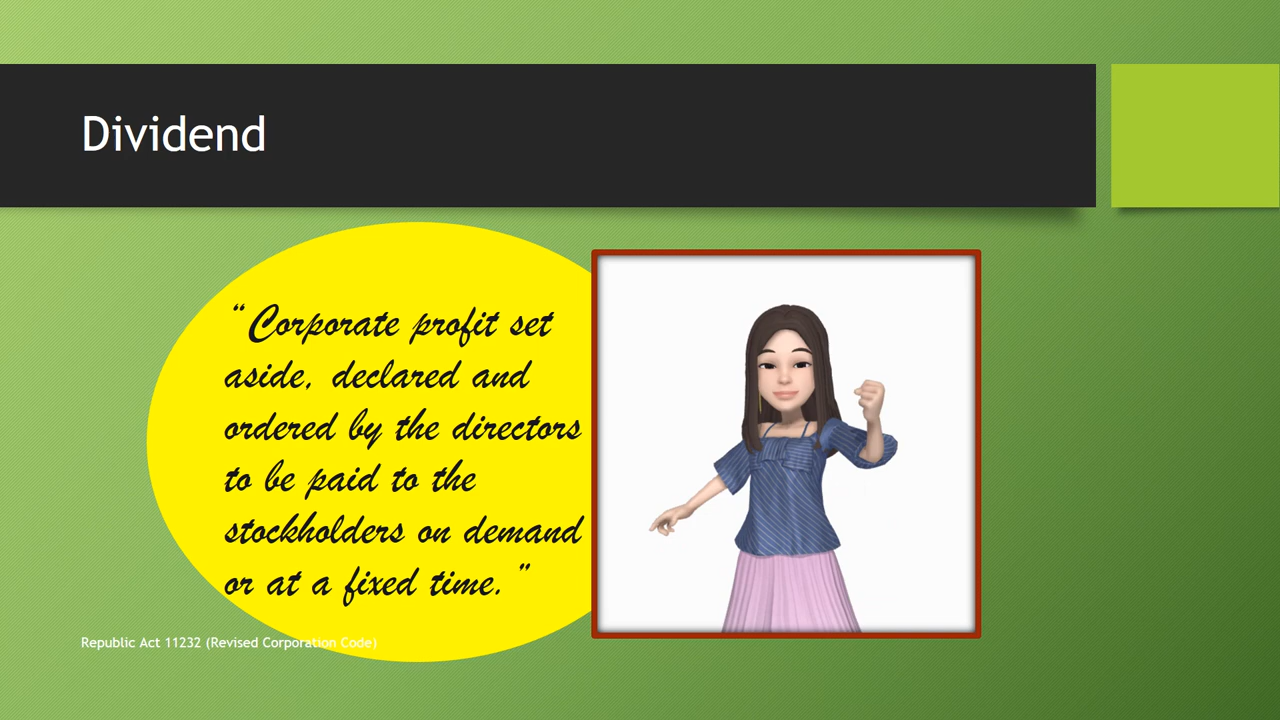 Dividend
“Corporate profit set
aside, declared and
ordered by the directors
to be paid to the
stockholders on demand
or at a fixed time.”
Republic Act 11232 (Revised Corporation Code)